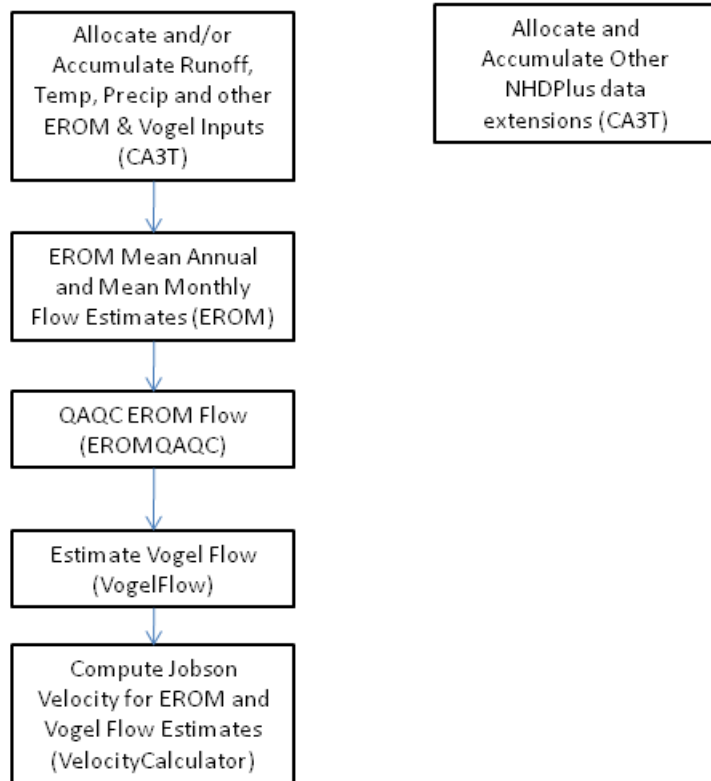 Allocate and/or
Accumulate Runoff,
Temp, Precip and other
EROM & Vogel Inputs
(CA3T)
Allocate and
Accumulate Other
NHDPlus data
extensions (CA3T)
EROM Mean Annual
and Mean Monthly
Flow Estimates (EROM)
QAQC EROM Flow
(EROMQAQC)
Estimate Vogel Flow
(VogelFlow)
Compute Jobson
Velocity for EROM and
Vogel Flow Estimates
(VelocityCalculator)